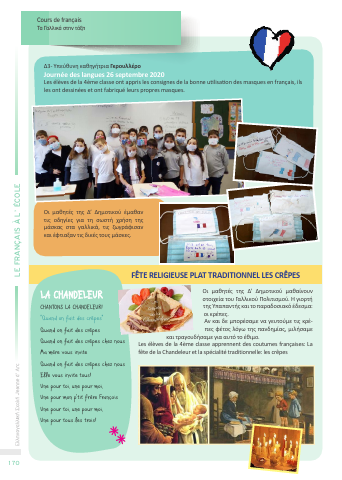 Cours de français
Τα Γαλλικά στην τάξη
Δ3- Υπεύθυνη καθηγήτρια Γερουλλέρο
Journée des langues 26 septembre 2020
Les élèves de la 4ème classe ont appris les consignes de la bonne utilisation des masques en français, ils
les ont dessinées et ont fabriqué leurs propres masques.
Οι μαθητές της Δ΄ Δημοτικού έμαθαν
τις οδηγίες για τη σωστή χρήση της
μάσκας στα γαλλικά, τις ζωγράφισαν
και έφτιαξαν τις δικές τους μάσκες.
LE FRANÇAIS À L' ÉCOLE
FÊTE RELIGIEUSE PLAT TRADITIONNEL LES CRÊPES
LA CHANDELEUR
CHANTONS LA CHANDELEUR!
"Quand on fait des crêpes"
Quand on fait des crêpes
Quand on fait des crêpes chez nous
Ma mère vous invite
Quand on fait des crêpes chez nous
Elle vous invite tous!
Une pour toi, une pour moi,
Une pour mon p'tit frère François
Une pour toi, une pour moi,
Une pour tous les trois!
Οι μαθητές της Δ΄ Δημοτικού μαθαίνουν
στοιχεία του Γαλλικού Πολιτισμού. Η γιορτή
της Υπαπαντής και το παραδοσιακό έδεσμα:
οι κρέπες.
Αν και δε μπορέσαμε να γευτούμε τις κρέ-
πες φέτος λόγω της πανδημίας, μιλήσαμε
και τραγουδήσαμε για αυτό το έθιμο.
Les élèves de la 4ème classe apprennent des coutumes françaises: La
fête de la Chandeleur et la spécialité traditionnelle: les crêpes
170